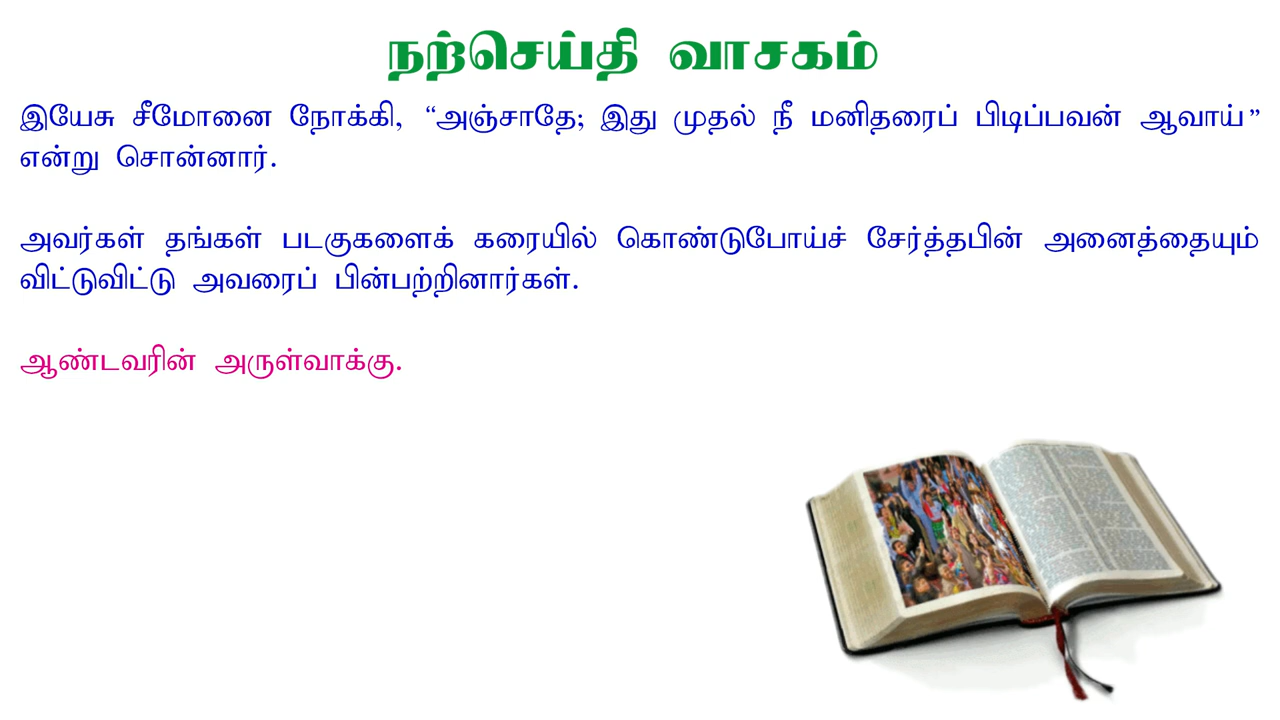 நற்செய்தி வாசகம்
இயேசு சீமோனை நோக்கி, “அஞ்சாதே; இது முதல் நீ மனிதரைப் பிடிப்பவன் ஆவாய்”
என்று சொன்னார்.
அவர்கள் தங்கள் படகுகளைக் கரையில் கொண்டுபோய்ச் சேர்த்தபின் அனைத்தையும்
விட்டுவிட்டு அவரைப் பின்பற்றினார்கள்.
ஆண்டவரின் அருள்வாக்கு.